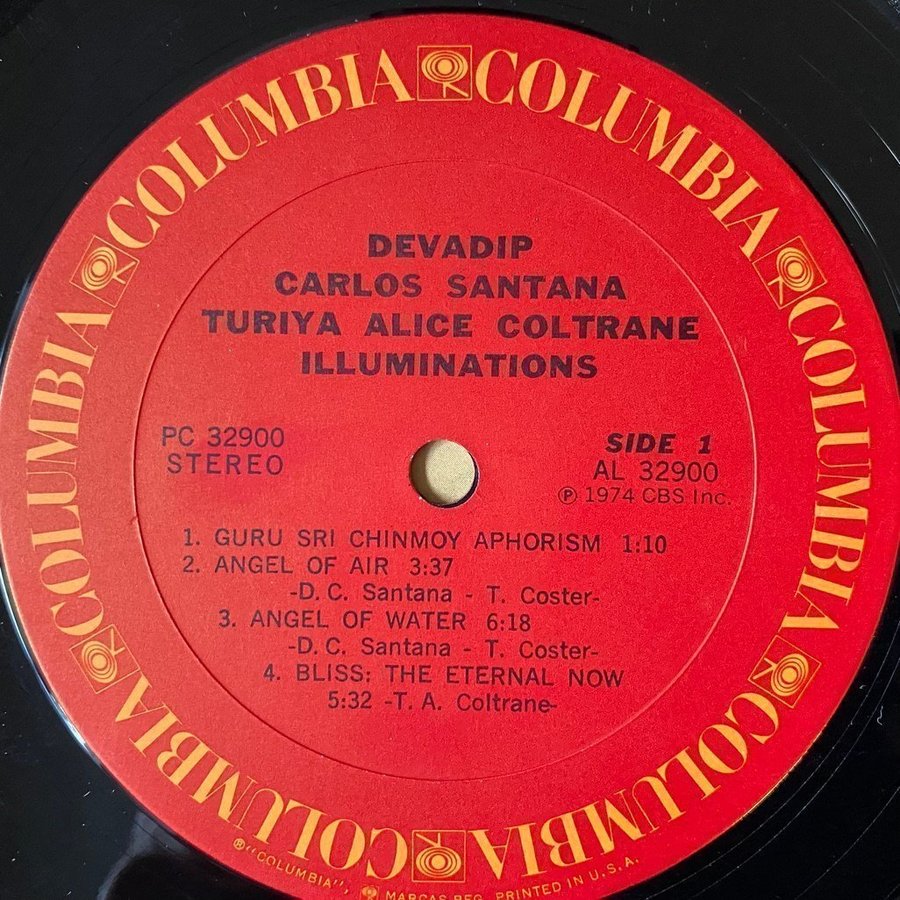 COLUMBIA COLUMBIA COLUMBIA COLUMBIA COLUMBIA COLUMBIA COLUMBIA COLUMBIA
DEVADIP
CARLOS SANTANA
TURIYA ALICE COLTRANE
ILLUMINATIONS
PC 32900
STEREO
SIDE 1
AL 32900
Ⓟ 1974 CBS Inc.
1. GURU SRI CHINMOY APHORISM 1:10
2. ANGEL OF AIR 3:37
-D. C. Santana - T. Coster-
3. ANGEL OF WATER 6:18
-D. C. Santana - T. Coster-
4. BLISS: THE ETERNAL NOW
5:32 -T. A. Coltrane-
®"COLUMBIA", MARCAS REG. PRINTED IN U.S.A.